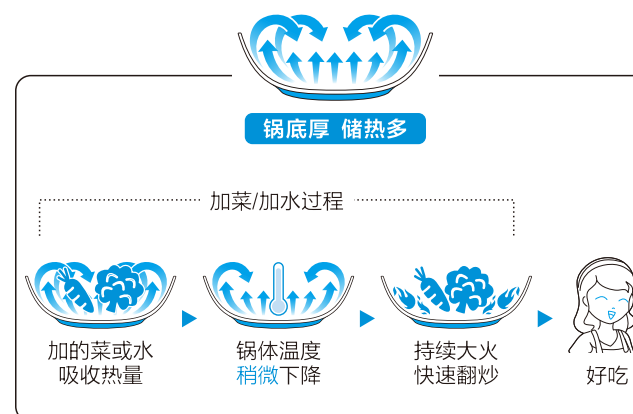 锅底厚 储热多
加菜/加水过程
加的菜或水
吸收热量
锅体温度
稍微下降
持续大火
快速翻炒
好吃